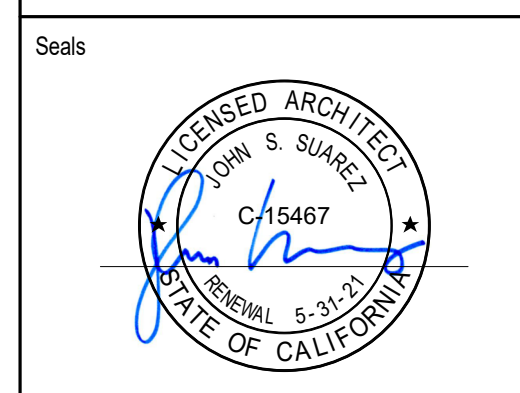 Seals
LICENSED ARCHITECT
JOHN S. SUAREZ
C-15467
RENEWAL 5-31-21
STATE OF CALIFORNIA